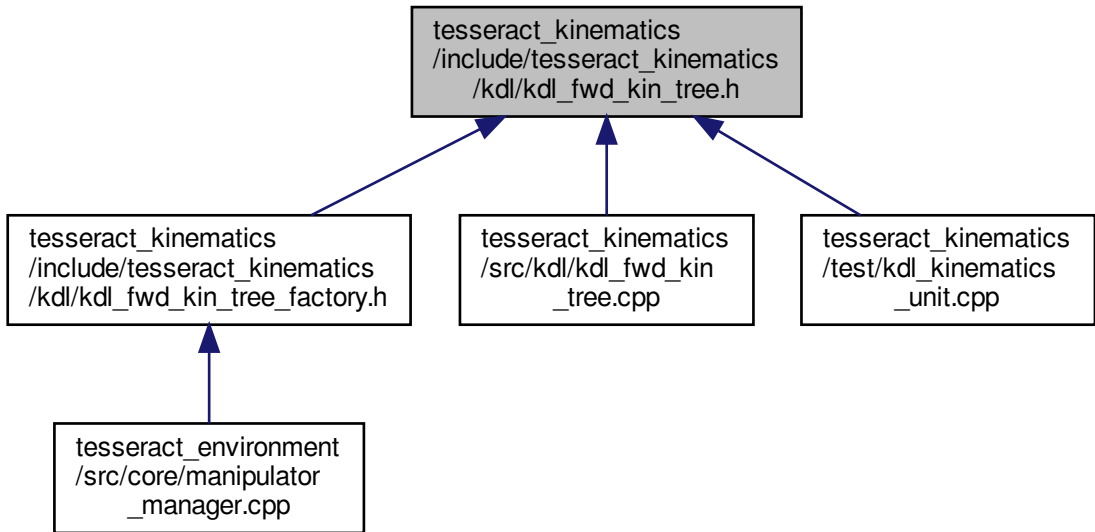 tesseract_kinematics
/include/tesseract_kinematics
/kdl/kdl_fwd_kin_tree.h
tesseract_kinematics
/include/tesseract_kinematics
/kdl/kdl_fwd_kin_tree_factory.h
tesseract_kinematics
/src/kdl/kdl_fwd_kin
_tree.cpp
tesseract_kinematics
/test/kdl_kinematics
_unit.cpp
tesseract_environment
/src/core/manipulator
_manager.cpp